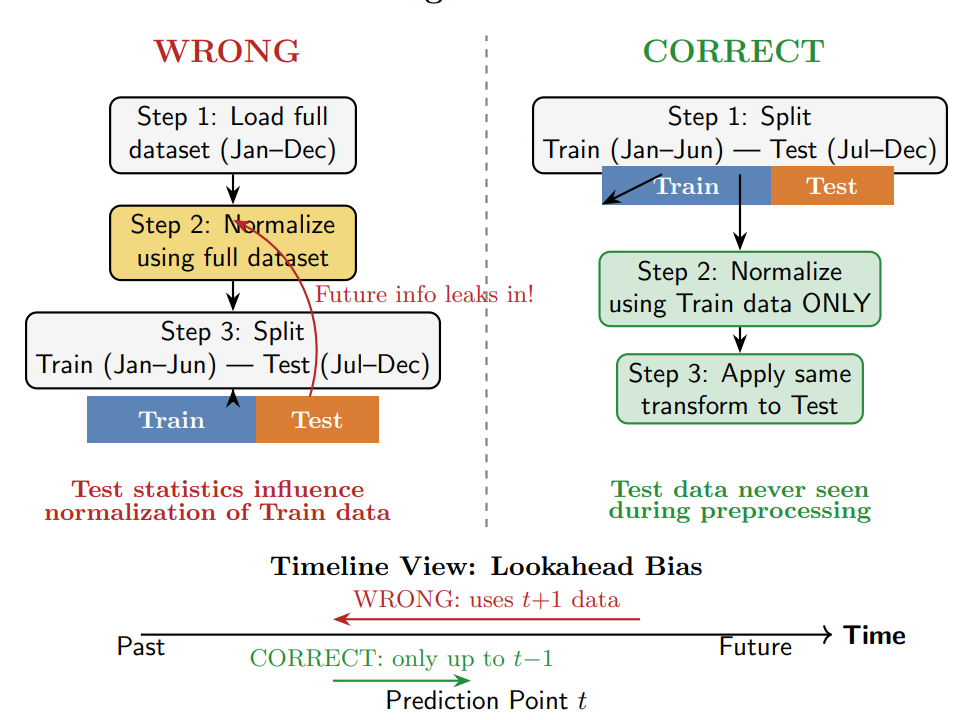 WRONG
Step 1: Load full
dataset (Jan–Dec)
Step 2: Normalize
using full dataset
Future info leaks in!
Step 3: Split
Train (Jan–Jun) — Test (Jul–Dec)
Train
Test
Test statistics influence
normalization of Train data
CORRECT
Step 1: Split
Train (Jan–Jun) — Test (Jul–Dec)
Train
Test
Step 2: Normalize
using Train data ONLY
Step 3: Apply same
transform to Test
Test data never seen
during preprocessing
Timeline View: Lookahead Bias
WRONG: uses t+1 data
Time
Past
Future
CORRECT: only up to t−1
Prediction Point t